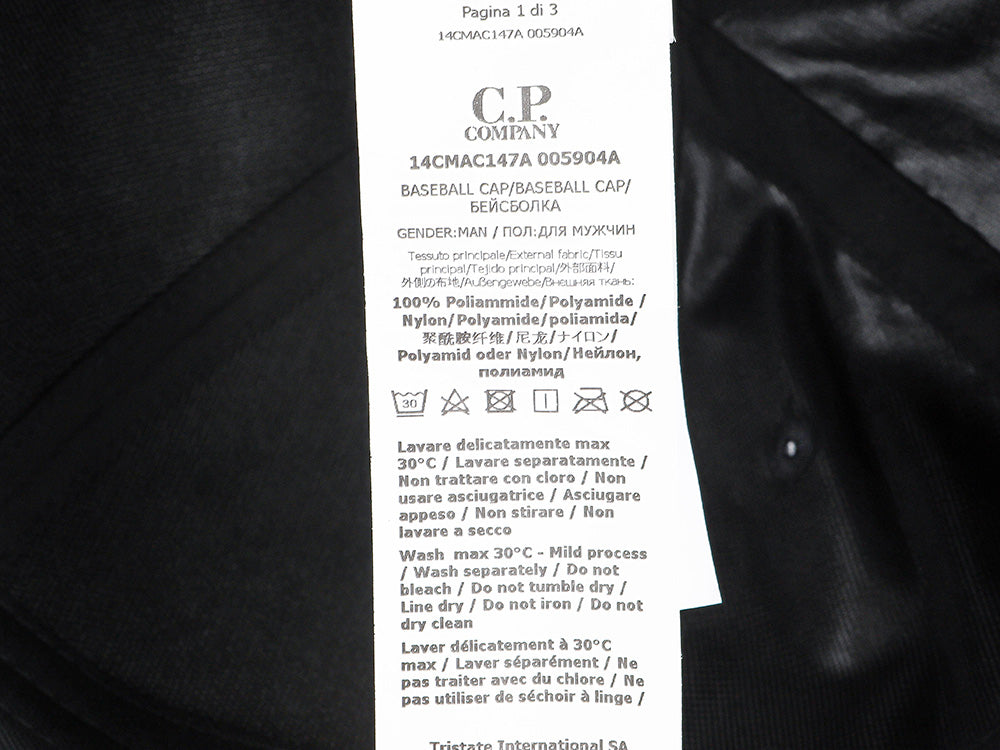 Pagina 1 di 3
14CMAC147A 005904A
C.P.
COMPANY
14CMAC147A 005904A
BASEBALL CAP/BASEBALL CAP/
БЕЙСБОЛКА
GENDER:MAN / ПОЛ:ДЛЯ МУЖЧИН
Tessuto principale/External fabric/Tissu
principal/Tejido principal/外部面料/
外側の布地/Außengewebe/Внешняя ткань:
100% Poliammide/Polyamide /
Nylon/Polyamide/poliamida/
聚酰胺纤维/尼龙/ナイロン/
Polyamid oder Nylon/Нейлон,
полиамид
30
Lavare delicatamente max
30°C / Lavare separatamente /
Non trattare con cloro / Non
usare asciugatrice / Asciugare
appeso / Non stirare / Non
lavare a secco
Wash max 30°C - Mild process
/ Wash separately / Do not
bleach / Do not tumble dry /
Line dry / Do not iron / Do not
dry clean
Laver délicatement à 30°C
max / Laver séparément / Ne
pas traiter avec du chlore / Ne
pas utiliser de séchoir à linge /
Tristate International SA